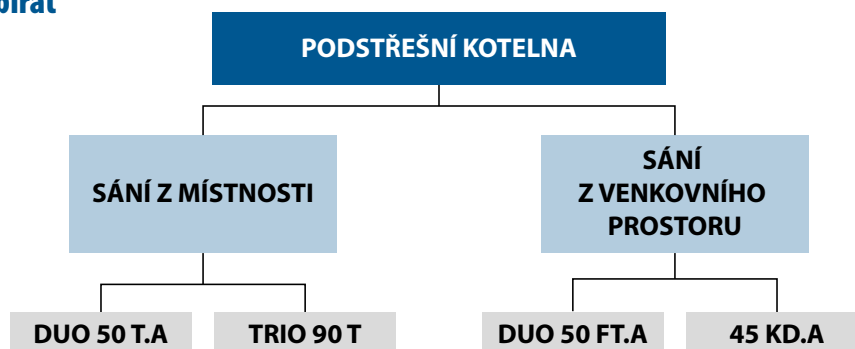 PODSTŘEŠNÍ KOTELNA
SÁNÍ Z MÍSTNOSTI
SÁNÍ
Z VENKOVNÍHO
PROSTORU
DUO 50 T.A
TRIO 90 T
DUO 50 FT.A
45 KD.A